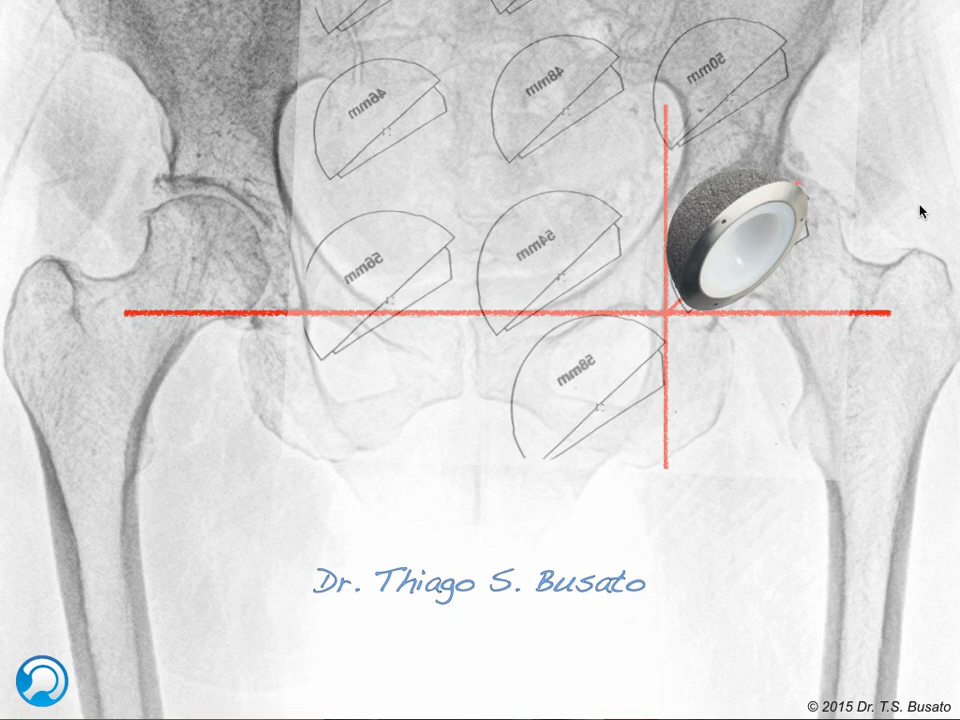 46mm
48mm
50mm
56mm
54mm
58mm
Dr. Thiago S. Busato
© 2015 Dr. T.S. Busato